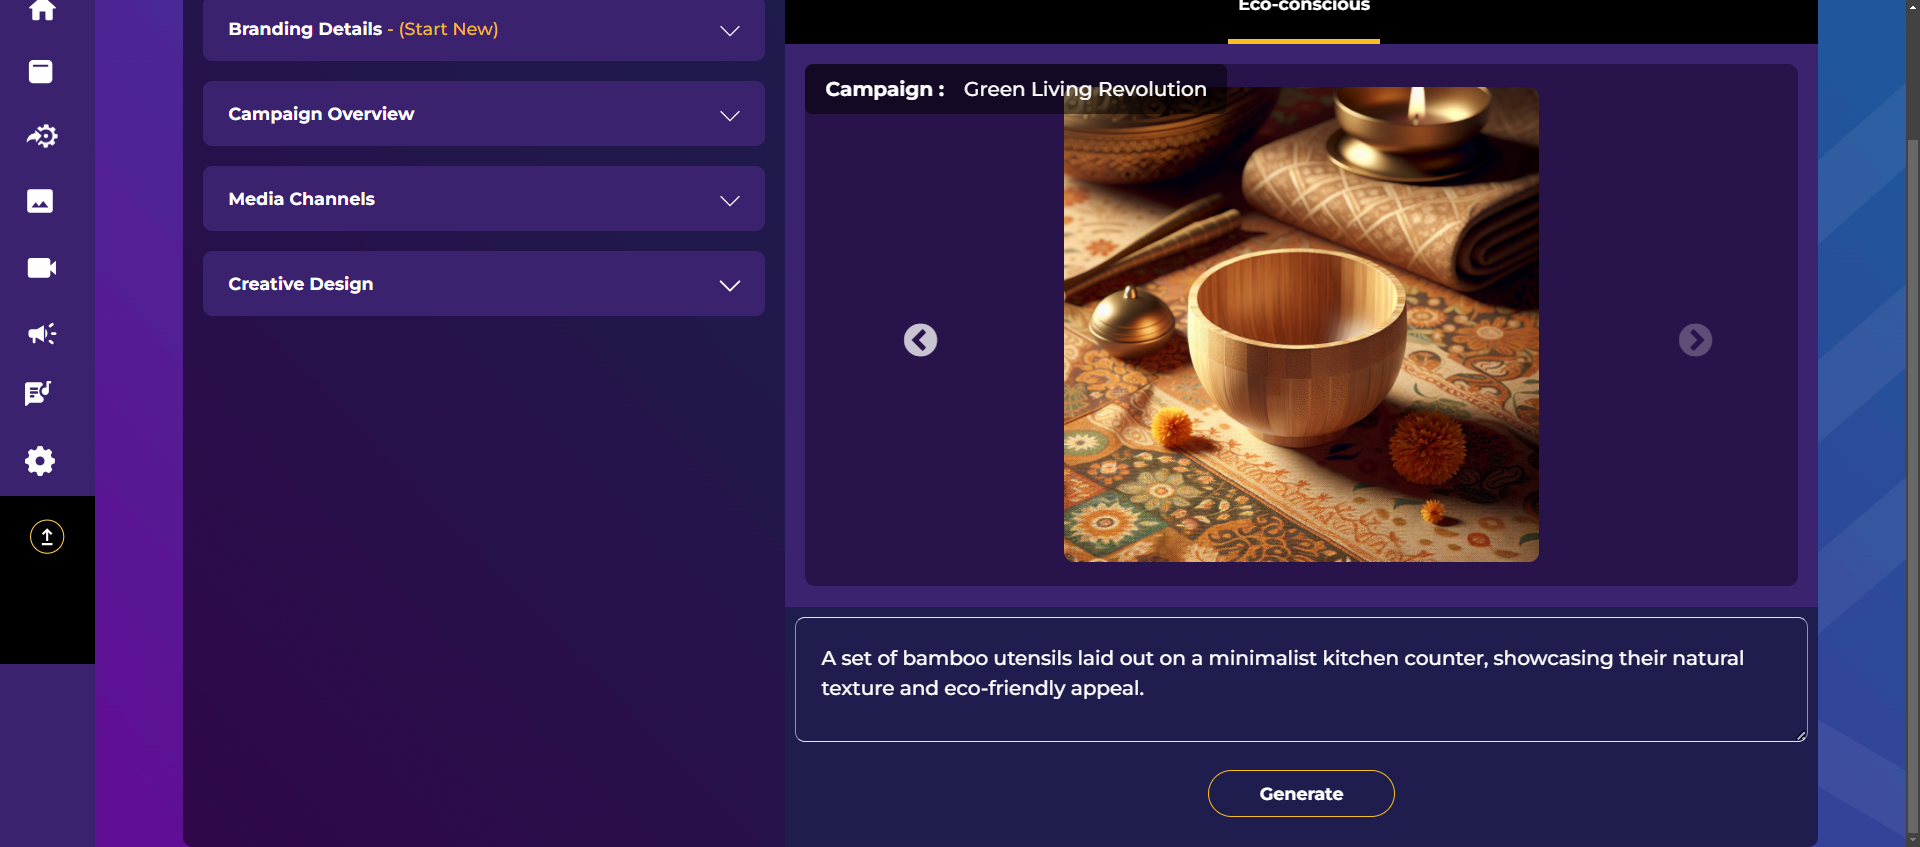 Branding Details - (Start New)
Campaign Overview
Media Channels
Creative Design
Eco-conscious
Campaign : Green Living Revolution
A set of bamboo utensils laid out on a minimalist kitchen counter, showcasing their natural
texture and eco-friendly appeal.
Generate